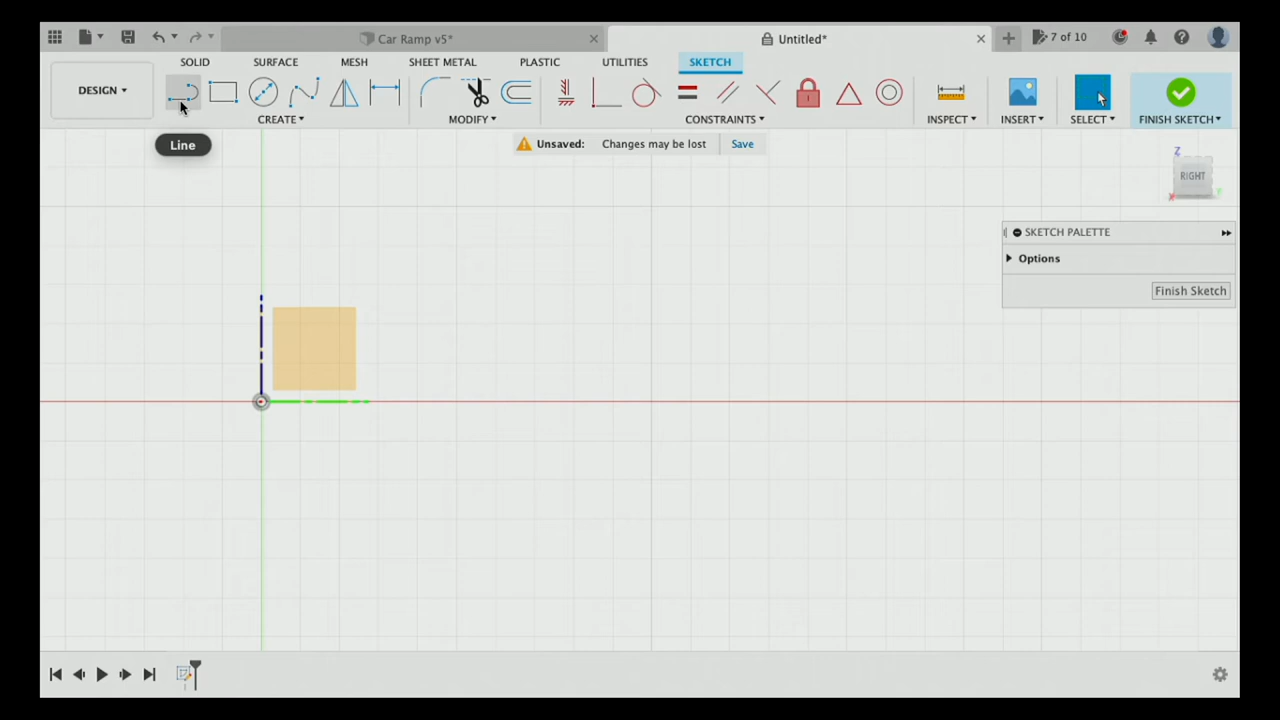 Car Ramp v5*
Untitled*
7 of 10
DESIGN
SOLID
SURFACE
MESH
SHEET METAL
PLASTIC
UTILITIES
SKETCH
CREATE
MODIFY
CONSTRAINTS
INSPECT
INSERT
SELECT
FINISH SKETCH
Line
Unsaved: Changes may be lost Save
Z
RIGHT
X
Y
SKETCH PALETTE
Options
Finish Sketch